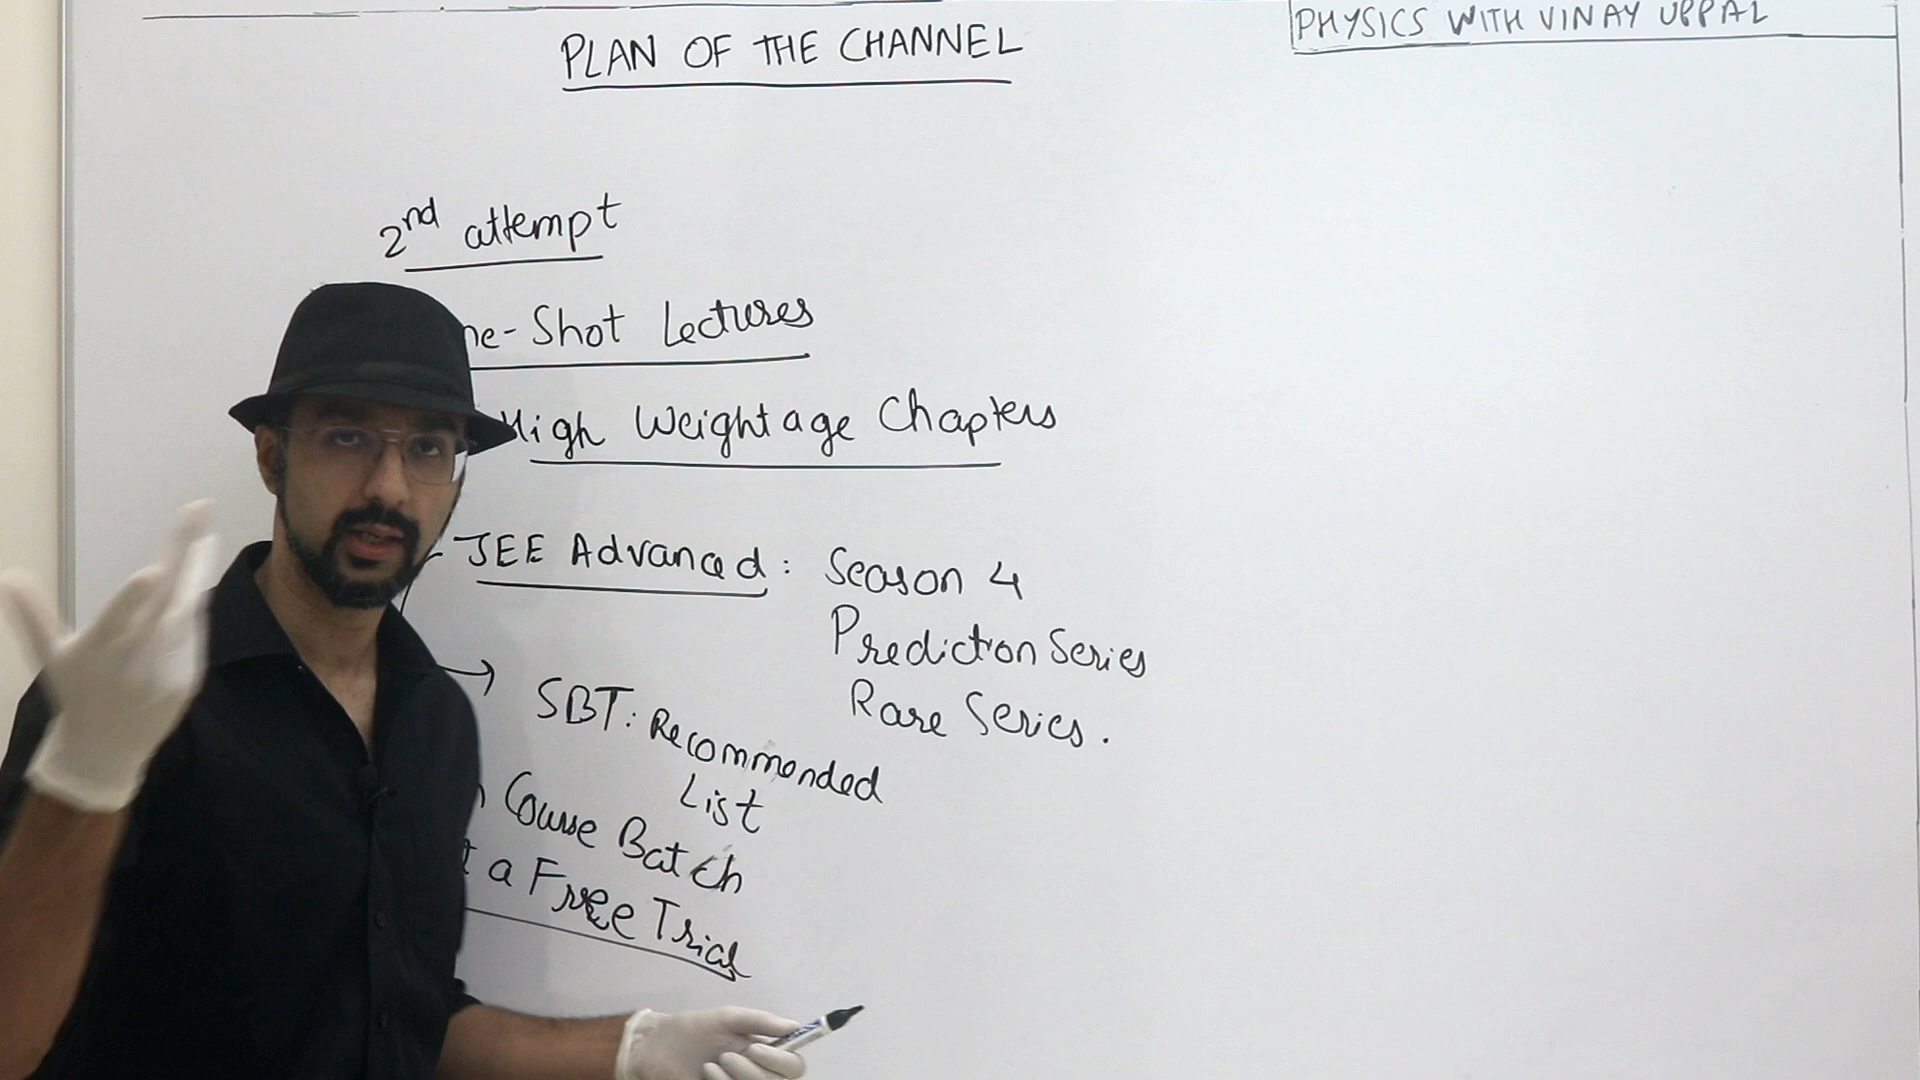 PHYSICS WITH VINAY UPPAL
PLAN OF THE CHANNEL
2nd attempt
ne-Shot Lectures
High Weightage Chapters
JEE Advanced : Season 4
Prediction Series
Rare Series.
→ SBT: Recommended
List
Course Batch
t a Free Trial